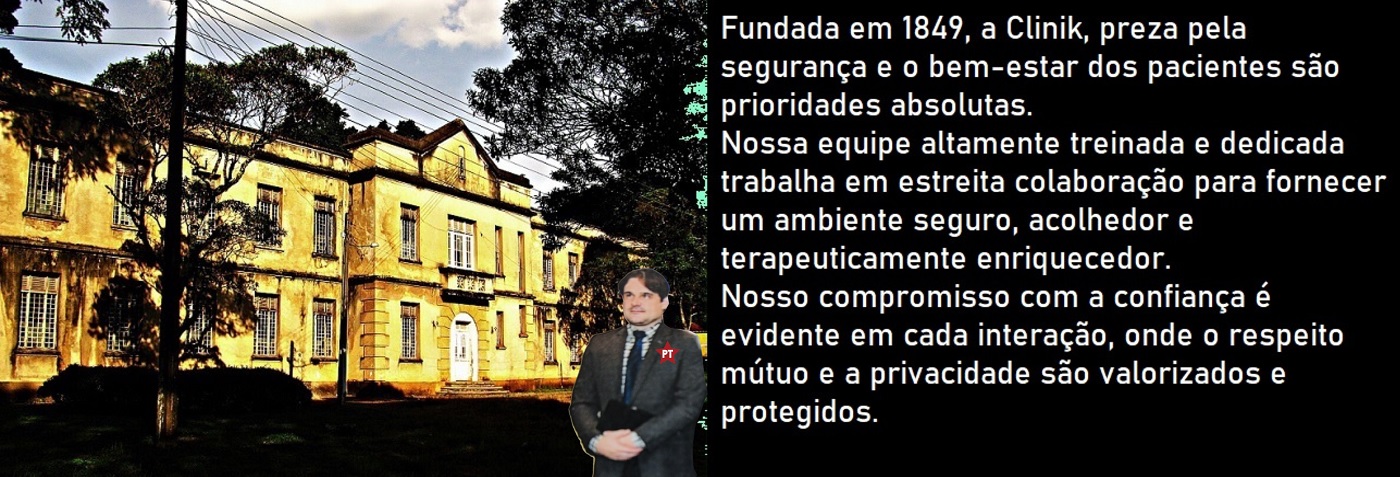 Fundada em 1849, a Clinik, preza pela
segurança e o bem-estar dos pacientes são
prioridades absolutas.
Nossa equipe altamente treinada e dedicada
trabalha em estreita colaboração para fornecer
um ambiente seguro, acolhedor e
terapeuticamente enriquecedor.
Nosso compromisso com a confiança é
evidente em cada interação, onde o respeito
mútuo e a privacidade são valorizados e
protegidos.
PT